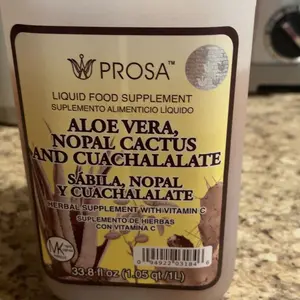 PROSA™
LIQUID FOOD SUPPLEMENT
SUPLEMENTO ALIMENTICIO LÍQUIDO
ALOE VERA,
NOPAL CACTUS
AND CUACHALALATE
SÁBILA, NOPAL
Y CUACHALALATE
HERBAL SUPPLEMENT WITH VITAMIN C
SUPLEMENTO DE HIERBAS
CON VITAMINA C
33.8 fl oz (1.05 qt./1L)